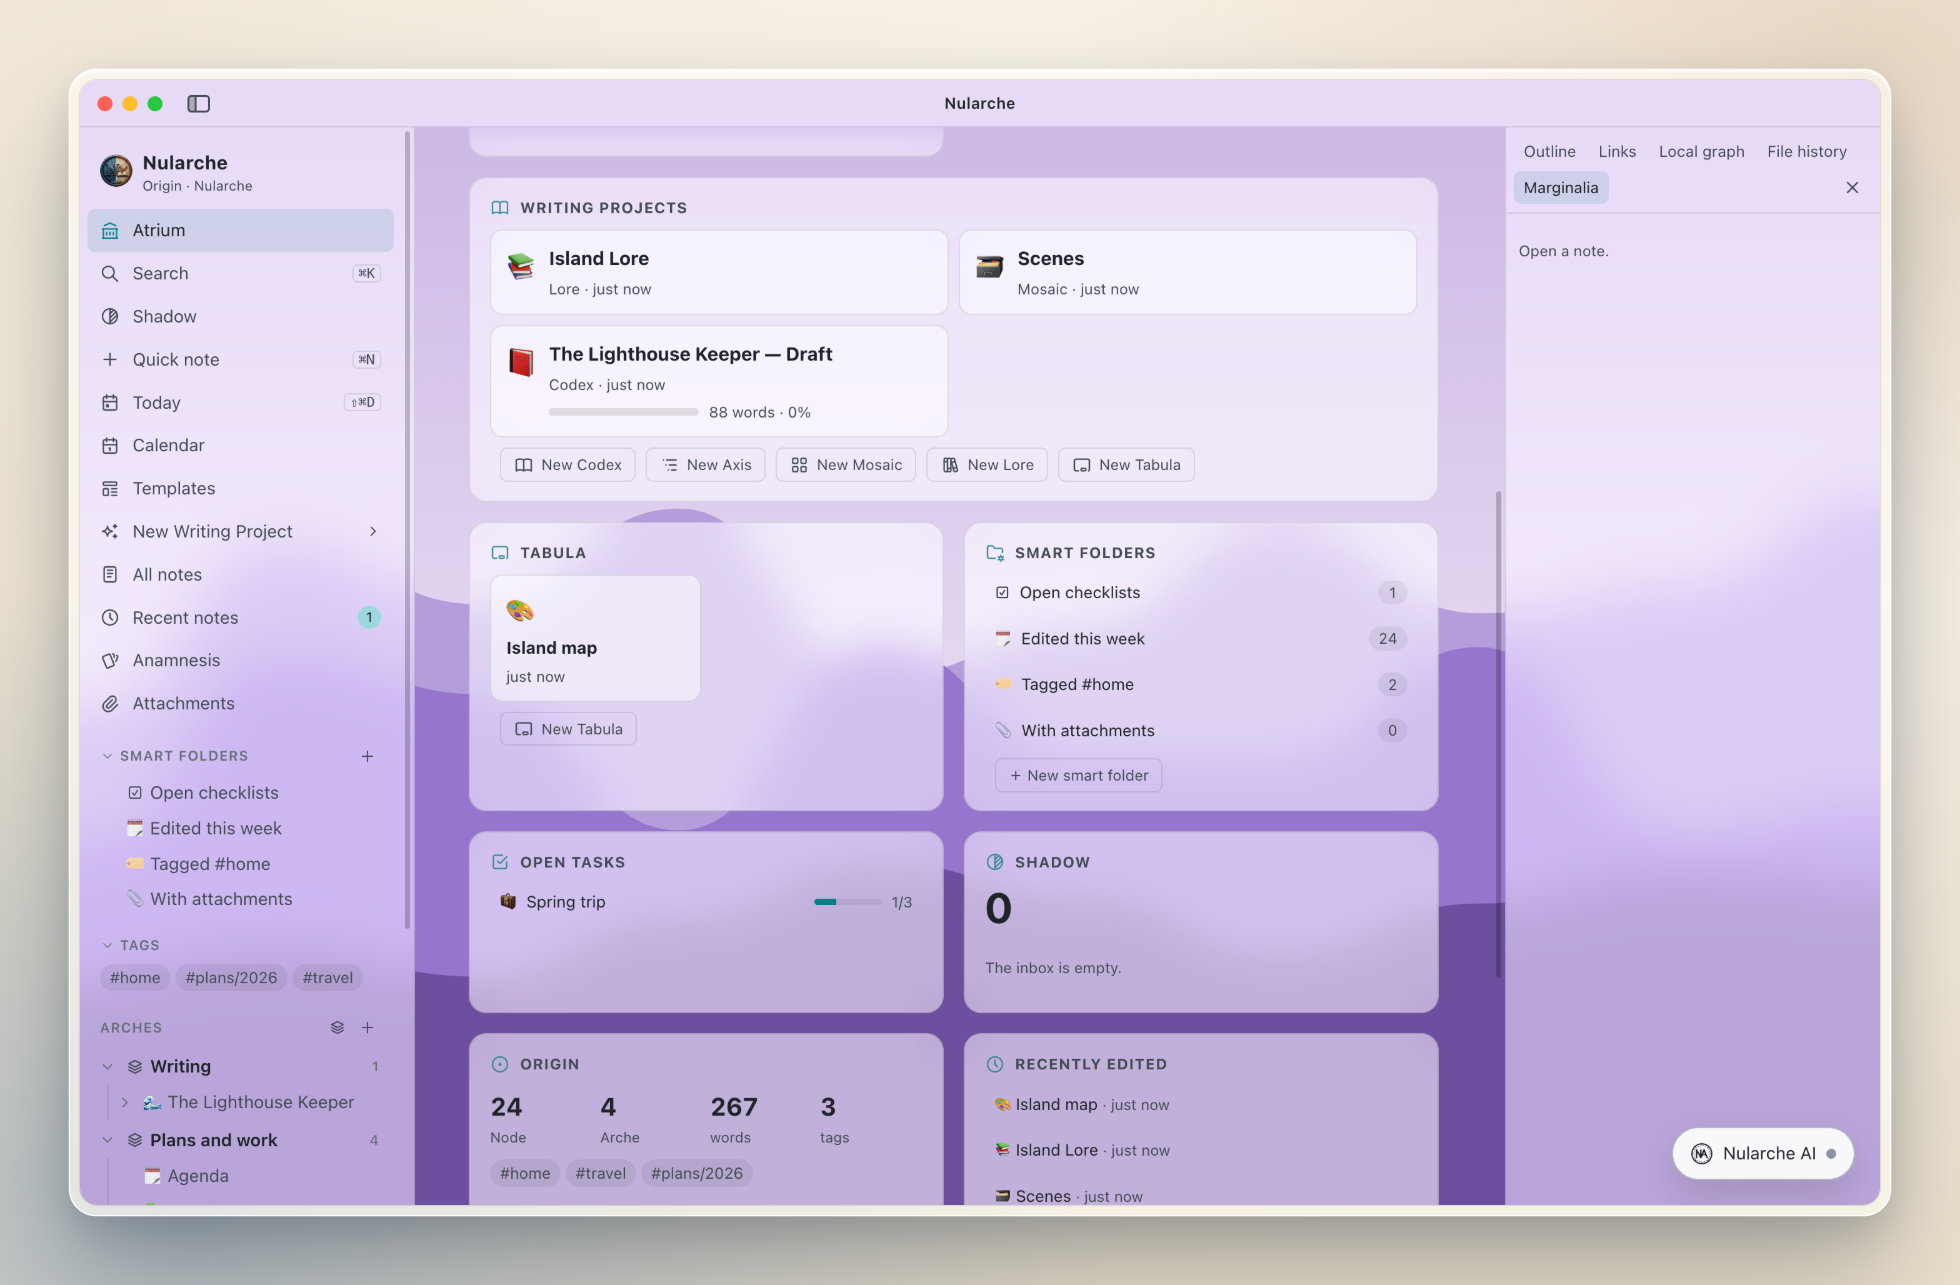 Nularche
Nularche
Origin · Nularche
Atrium
Search ⌘K
Shadow
Quick note ⌘N
Today ⇧⌘D
Calendar
Templates
New Writing Project
All notes
Recent notes 1
Anamnesis
Attachments
SMART FOLDERS
Open checklists
Edited this week
Tagged #home
With attachments
TAGS
#home #plans/2026 #travel
ARCHES
Writing 1
The Lighthouse Keeper
Plans and work 4
Agenda
WRITING PROJECTS
Island Lore
Lore · just now
Scenes
Mosaic · just now
The Lighthouse Keeper — Draft
Codex · just now
88 words · 0%
New Codex New Axis New Mosaic New Lore New Tabula
TABULA
Island map
just now
New Tabula
SMART FOLDERS
Open checklists 1
Edited this week 24
Tagged #home 2
With attachments 0
+ New smart folder
OPEN TASKS
Spring trip 1/3
SHADOW
0
The inbox is empty.
ORIGIN
24 4 267 3
Node Arche words tags
#home #travel #plans/2026
RECENTLY EDITED
Island map · just now
Island Lore · just now
Scenes · just now
Outline Links Local graph File history
Marginalia
Open a note.
NA Nularche AI